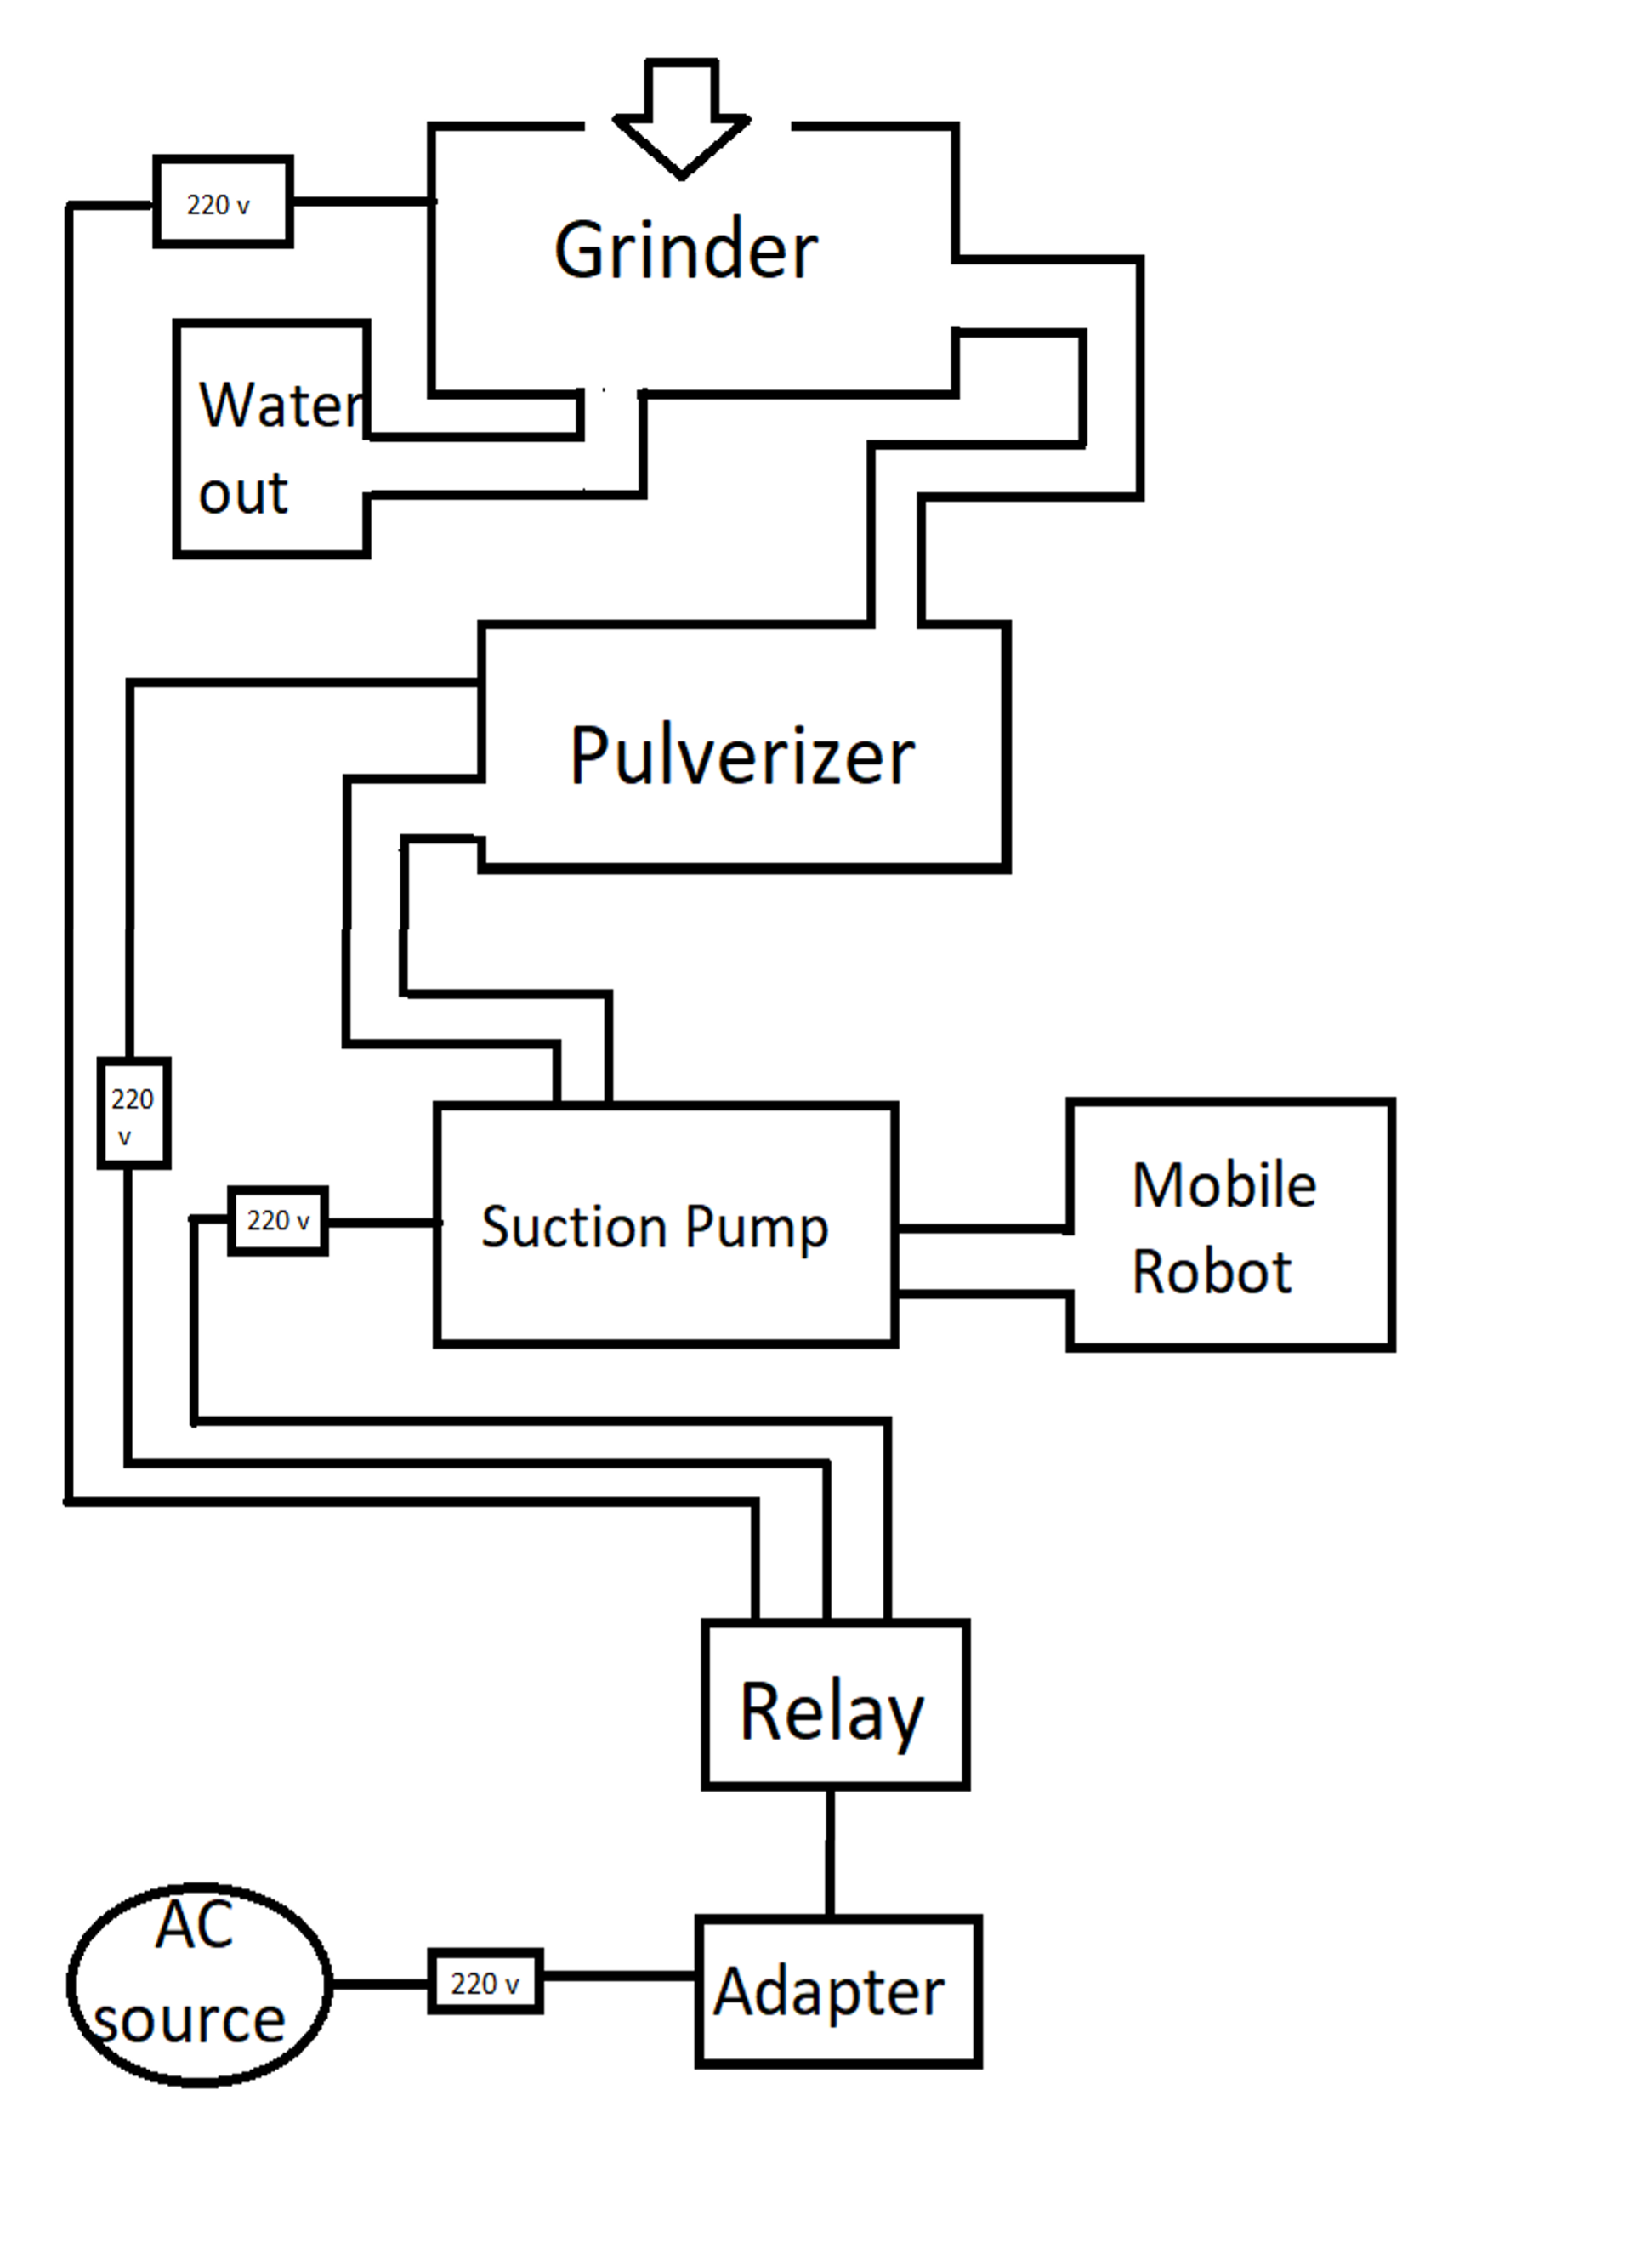 220 v
Grinder
Water
out
Pulverizer
220
v
220 v
Suction Pump
Mobile
Robot
Relay
AC
source
220 v
Adapter